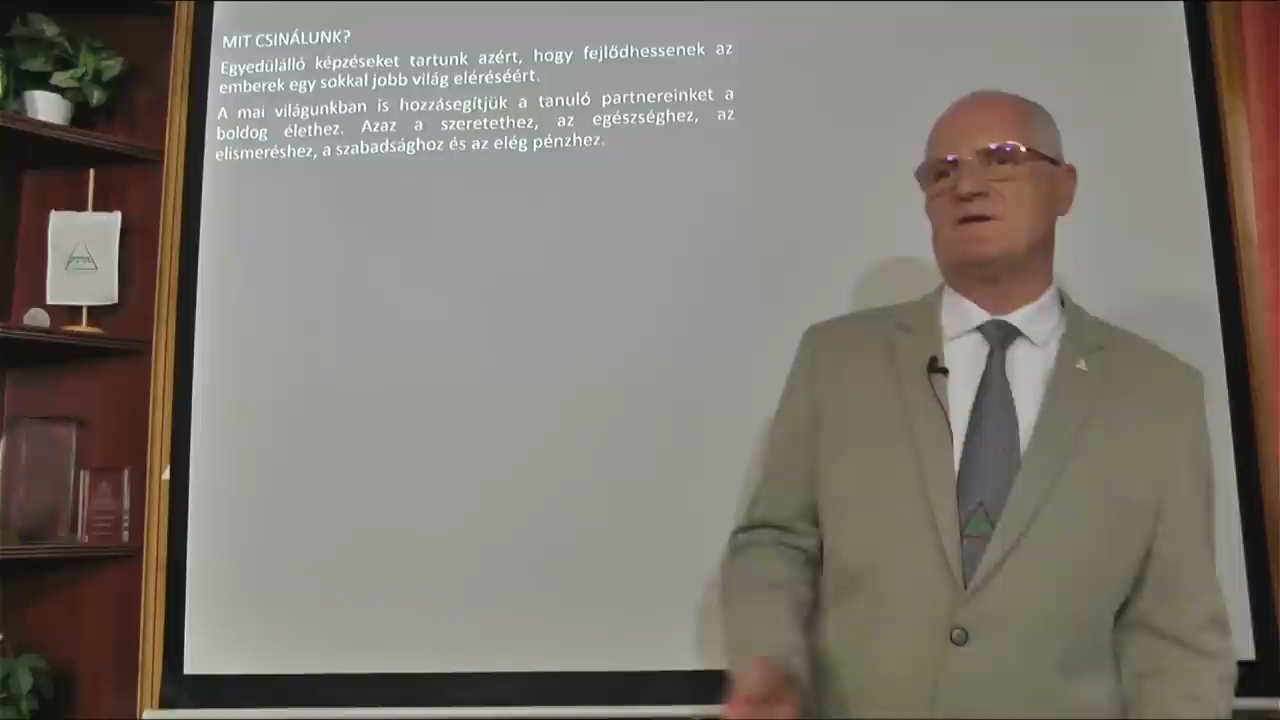 MIT CSINÁLUNK?
Egyedülálló képzéseket tartunk azért, hogy fejlődhessenek az
emberek egy sokkal jobb világ eléréséért.
A mai világunkban is hozzásegítjük a tanuló partnereinket a
boldog élethez. Azaz a szeretethez, az egészséghez, az
elismeréshez, a szabadsághoz és az elég pénzhez.